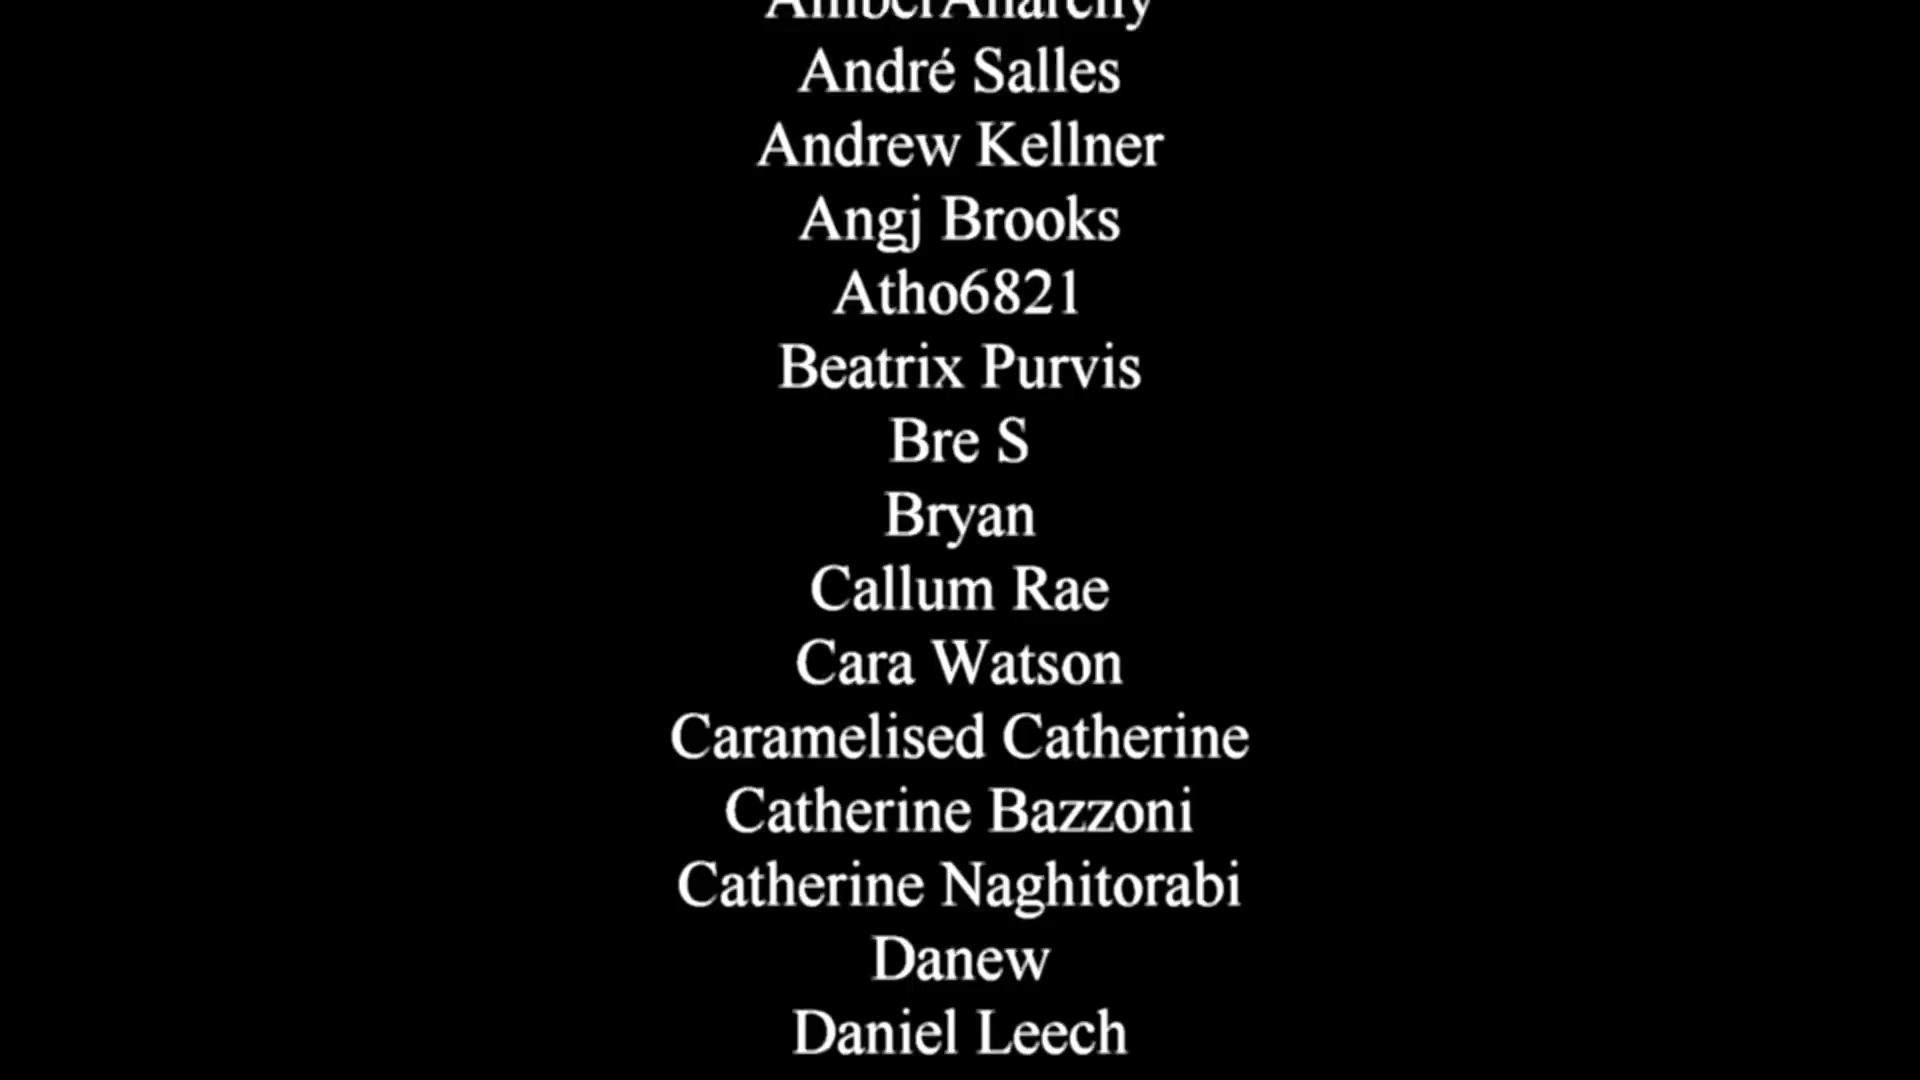 AmberAnarchy
André Salles
Andrew Kellner
Angj Brooks
Atho6821
Beatrix Purvis
Bre S
Bryan
Callum Rae
Cara Watson
Caramelised Catherine
Catherine Bazzoni
Catherine Naghitorabi
Danew
Daniel Leech